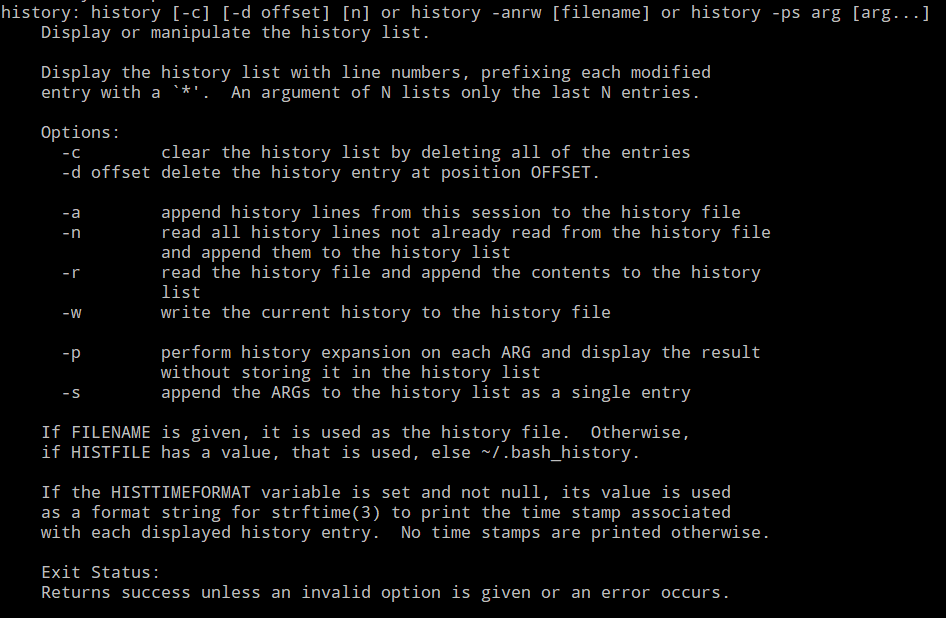 history: history [-c] [-d offset] [n] or history -anrw [filename] or history -ps arg [arg...]
Display or manipulate the history list.
Display the history list with line numbers, prefixing each modified
entry with a `*'.  An argument of N lists only the last N entries.
Options:
-c        clear the history list by deleting all of the entries
-d offset delete the history entry at position OFFSET.
-a        append history lines from this session to the history file
-n        read all history lines not already read from the history file
and append them to the history list
-r        read the history file and append the contents to the history
list
-w        write the current history to the history file
-p        perform history expansion on each ARG and display the result
without storing it in the history list
-s        append the ARGs to the history list as a single entry
If FILENAME is given, it is used as the history file.  Otherwise,
if HISTFILE has a value, that is used, else ~/.bash_history.
If the HISTTIMEFORMAT variable is set and not null, its value is used
as a format string for strftime(3) to print the time stamp associated
with each displayed history entry.  No time stamps are printed otherwise.
Exit Status:
Returns success unless an invalid option is given or an error occurs.